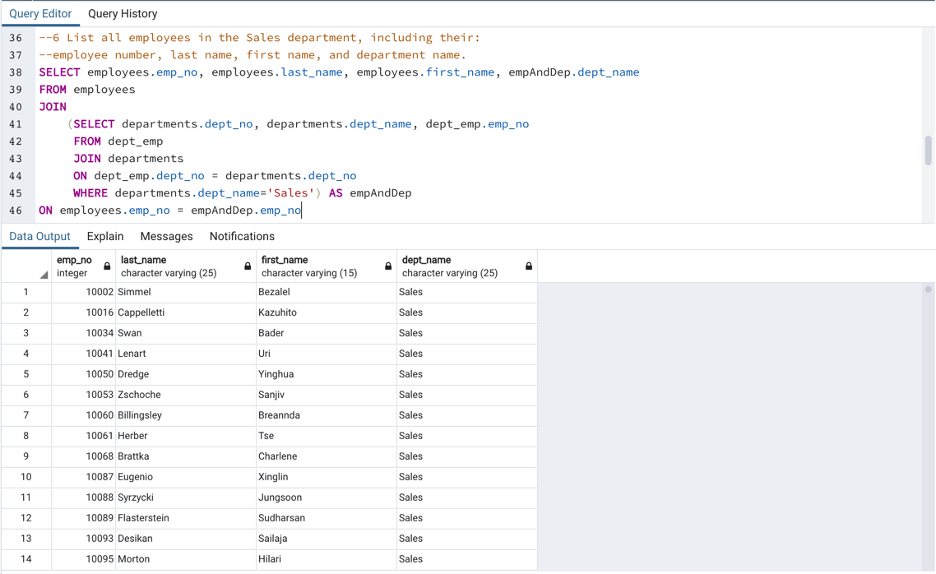 Query Editor Query History
36 --6 List all employees in the Sales department, including their:
37 --employee number, last name, first name, and department name.
38 SELECT employees.emp_no, employees.last_name, employees.first_name, empAndDep.dept_name
39 FROM employees
40 JOIN
41 (SELECT departments.dept_no, departments.dept_name, dept_emp.emp_no
42 FROM dept_emp
43 JOIN departments
44 ON dept_emp.dept_no = departments.dept_no
45 WHERE departments.dept_name='Sales') AS empAndDep
46 ON employees.emp_no = empAndDep.emp_no
Data Output Explain Messages Notifications
emp_no last_name first_name dept_name
integer character varying (25) character varying (15) character varying (25)
1 10002 Simmel Bezalel Sales
2 10016 Cappelletti Kazuhito Sales
3 10034 Swan Bader Sales
4 10041 Lenart Uri Sales
5 10050 Dredge Yinghua Sales
6 10053 Zschoche Sanjiv Sales
7 10060 Billingsley Breannda Sales
8 10061 Herber Tse Sales
9 10068 Brattka Charlene Sales
10 10087 Eugenio Xinglin Sales
11 10088 Syrzycki Jungsoon Sales
12 10089 Flasterstein Sudharsan Sales
13 10093 Desikan Sailaja Sales
14 10095 Morton Hilari Sales